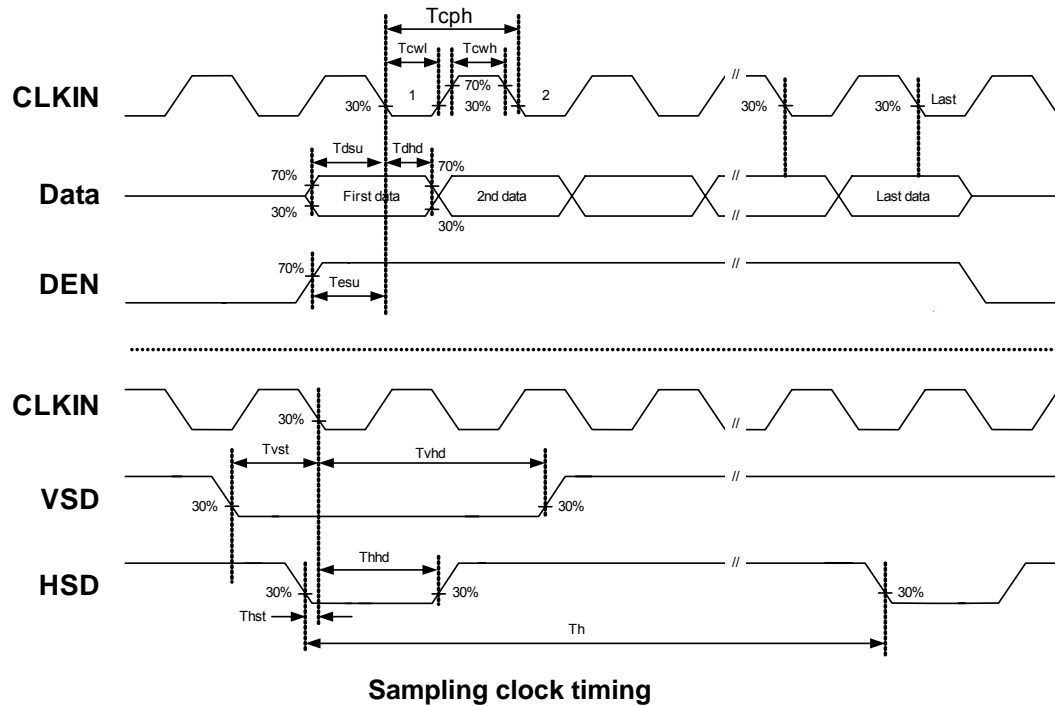 Tcph
Tcwl Tcwh
CLKIN 30% 1 70% 30% 2 // 30% 30% Last
Tdsu Tdhd
Data 70% 30% First data 70% 30% 2nd data // // Last data
DEN 70% Tesu //
CLKIN 30% //
Tvst Tvhd
VSD 30% 30% //
Thhd
HSD 30% 30% // 30%
Thst
Th
Sampling clock timing